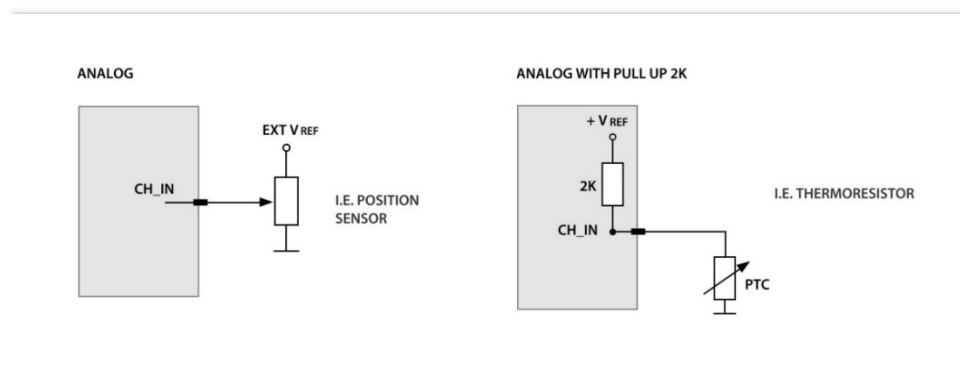 ANALOG
EXT V REF
CH_IN
I.E. POSITION
SENSOR
ANALOG WITH PULL UP 2K
+ V REF
2K
CH_IN
I.E. THERMORESISTOR
PTC